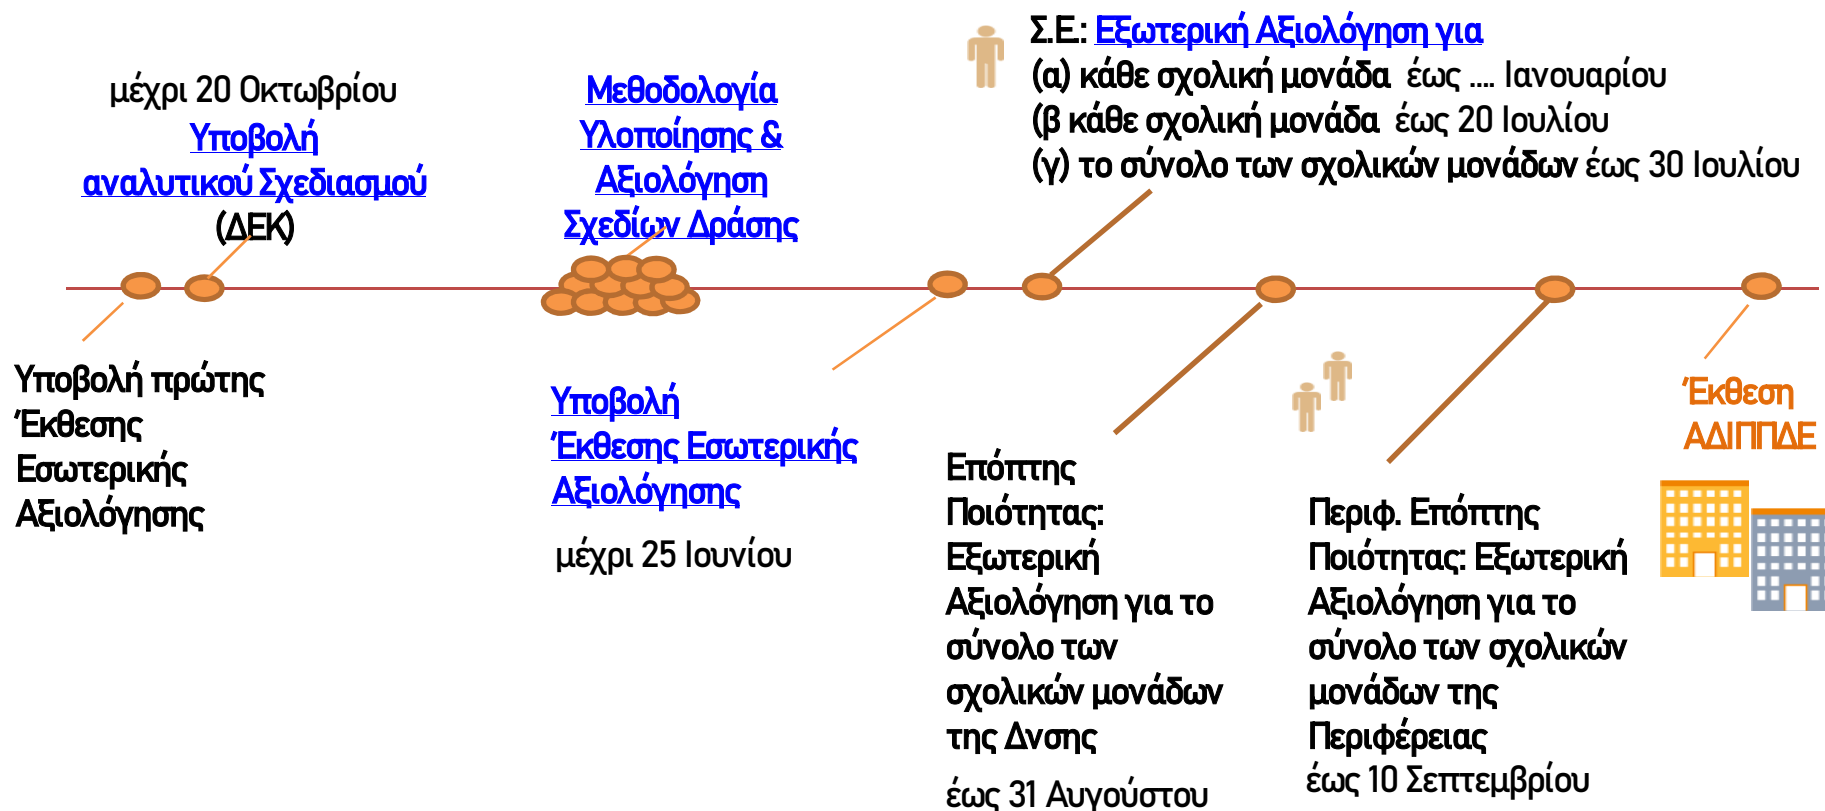 μέχρι 20 Οκτωβρίου
Υποβολή
αναλυτικού Σχεδιασμού
(ΔΕΚ)
Μεθοδολογία
Υλοποίησης &
Αξιολόγηση
Σχεδίων Δράσης
Σ.Ε.: Εξωτερική Αξιολόγηση για
(α) κάθε σχολική μονάδα έως .... Ιανουαρίου
(β κάθε σχολική μονάδα έως 20 Ιουλίου
(γ) το σύνολο των σχολικών μονάδων έως 30 Ιουλίου
Υποβολή πρώτης
Έκθεσης
Εσωτερικής
Αξιολόγησης
Υποβολή
Έκθεσης Εσωτερικής
Αξιολόγησης
μέχρι 25 Ιουνίου
Επόπτης
Ποιότητας:
Εξωτερική
Αξιολόγηση για το
σύνολο των
σχολικών μονάδων
της Δνσης
έως 31 Αυγούστου
Περιφ. Επόπτης
Ποιότητας: Εξωτερική
Αξιολόγηση για το
σύνολο των σχολικών
μονάδων της
Περιφέρειας
έως 10 Σεπτεμβρίου
Έκθεση
ΑΔΙΠΠΔΕ